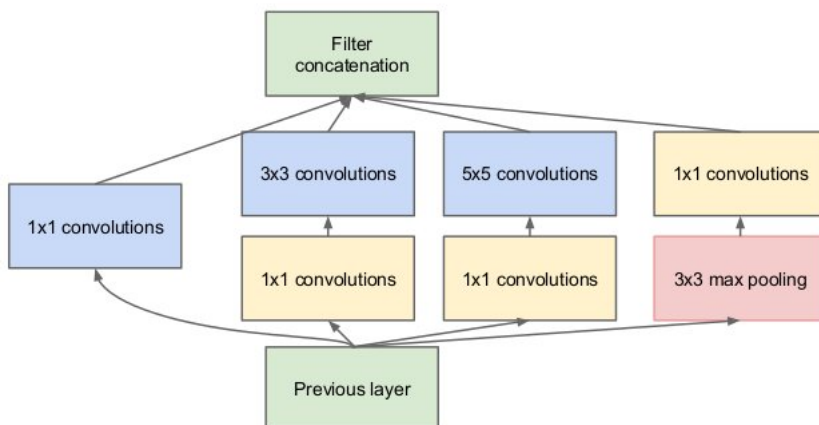 Filter
concatenation
3x3 convolutions
5x5 convolutions
1x1 convolutions
1x1 convolutions
1x1 convolutions
1x1 convolutions
3x3 max pooling
Previous layer